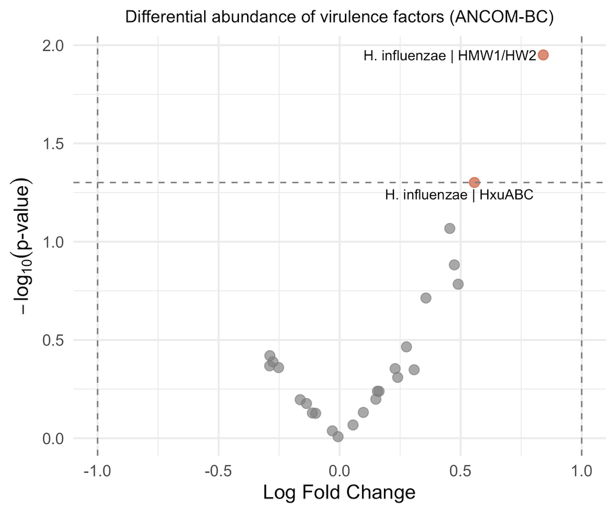 Differential abundance of virulence factors (ANCOM-BC)
2.0
H. influenzae | HMW1/HW2
1.5
H. influenzae | HxuABC
1.0
0.5
0.0
−log10(p-value)
-1.0 -0.5 0.0 0.5 1.0
Log Fold Change